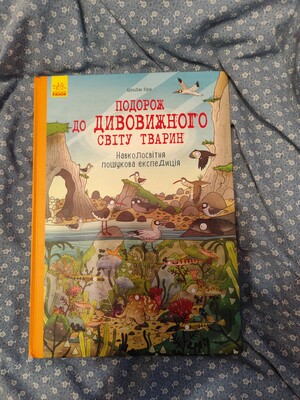 ПОДОРОЖ
ДО ДИВОВИЖНОГО
СВІТУ ТВАРИН
Навколосвітня
пошукова експедиція